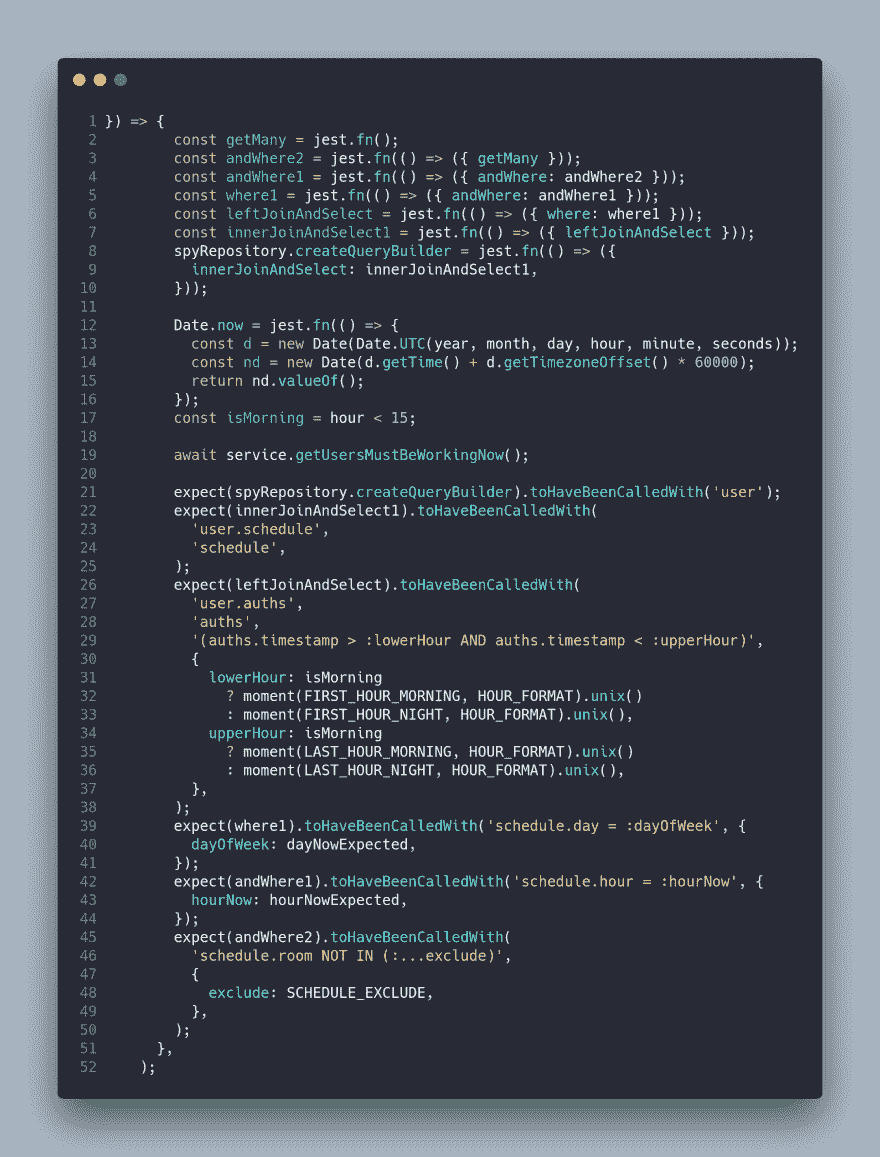 1 }) => {
2 const getMany = jest.fn();
3 const andWhere2 = jest.fn(() => ({ getMany }));
4 const andWhere1 = jest.fn(() => ({ andWhere: andWhere2 }));
5 const where1 = jest.fn(() => ({ andWhere: andWhere1 }));
6 const leftJoinAndSelect = jest.fn(() => ({ where: where1 }));
7 const innerJoinAndSelect1 = jest.fn(() => ({ leftJoinAndSelect }));
8 spyRepository.createQueryBuilder = jest.fn(() => ({
9 innerJoinAndSelect: innerJoinAndSelect1,
10 }));
11
12 Date.now = jest.fn(() => {
13 const d = new Date(Date.UTC(year, month, day, hour, minute, seconds));
14 const nd = new Date(d.getTime() + d.getTimezoneOffset() * 60000);
15 return nd.valueOf();
16 });
17 const isMorning = hour < 15;
18
19 await service.getUsersMustBeWorkingNow();
20
21 expect(spyRepository.createQueryBuilder).toHaveBeenCalledWith('user');
22 expect(innerJoinAndSelect1).toHaveBeenCalledWith(
23 'user.schedule',
24 'schedule',
25 );
26 expect(leftJoinAndSelect).toHaveBeenCalledWith(
27 'user.auths',
28 'auths',
29 '(auths.timestamp > :lowerHour AND auths.timestamp < :upperHour)',
30 {
31 lowerHour: isMorning
32 ? moment(FIRST_HOUR_MORNING, HOUR_FORMAT).unix()
33 : moment(FIRST_HOUR_NIGHT, HOUR_FORMAT).unix(),
34 upperHour: isMorning
35 ? moment(LAST_HOUR_MORNING, HOUR_FORMAT).unix()
36 : moment(LAST_HOUR_NIGHT, HOUR_FORMAT).unix(),
37 },
38 );
39 expect(where1).toHaveBeenCalledWith('schedule.day = :dayOfWeek', {
40 dayOfWeek: dayNowExpected,
41 });
42 expect(andWhere1).toHaveBeenCalledWith('schedule.hour = :hourNow', {
43 hourNow: hourNowExpected,
44 });
45 expect(andWhere2).toHaveBeenCalledWith(
46 'schedule.room NOT IN (:...exclude)',
47 {
48 exclude: SCHEDULE_EXCLUDE,
49 },
50 );
51 },
52 );